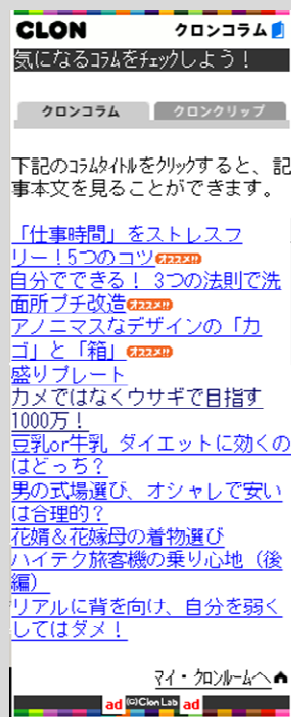 CLON クロンコラム
気になるｺﾗﾑをﾁｪｯｸしよう！
クロンコラム クロンクリップ
下記のｺﾗﾑﾀｲﾄﾙをｸﾘｯｸすると、記
事本文を見ることができます。
「仕事時間」をストレスフ
リー！5つのコツ ｵｽｽﾒ!!
自分でできる！ 3つの法則で洗
面所プチ改造 ｵｽｽﾒ!!
アノニマスなデザインの「カ
ゴ」と「箱」 ｵｽｽﾒ!!
盛りプレート
カメではなくウサギで目指す
1000万！
豆乳or牛乳 ダイエットに効くの
はどっち？
男の式場選び、オシャレで安い
は合理的？
花婿＆花嫁母の着物選び
ハイテク旅客機の乗り心地（後
編）
リアルに背を向け、自分を弱く
してはダメ！
マイ・ｸﾛﾝﾙｰﾑへ
ad (C)Clon Lab ad